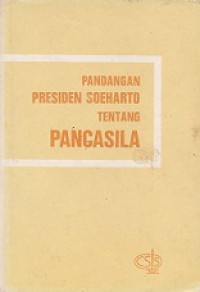 PANDANGAN
PRESIDEN SOEHARTO
TENTANG
PANCASILA
CSIS